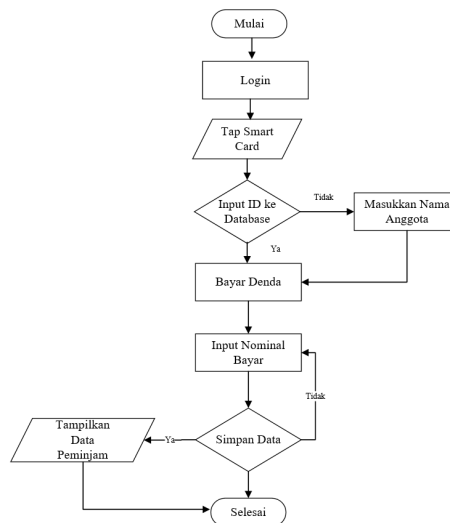 Mulai
Login
Tap Smart
Card
Input ID ke
Database
Tidak
Masukkan Nama
Anggota
Ya
Bayar Denda
Input Nominal
Bayar
Tidak
Simpan Data
Ya
Tampilkan
Data
Peminjam
Selesai